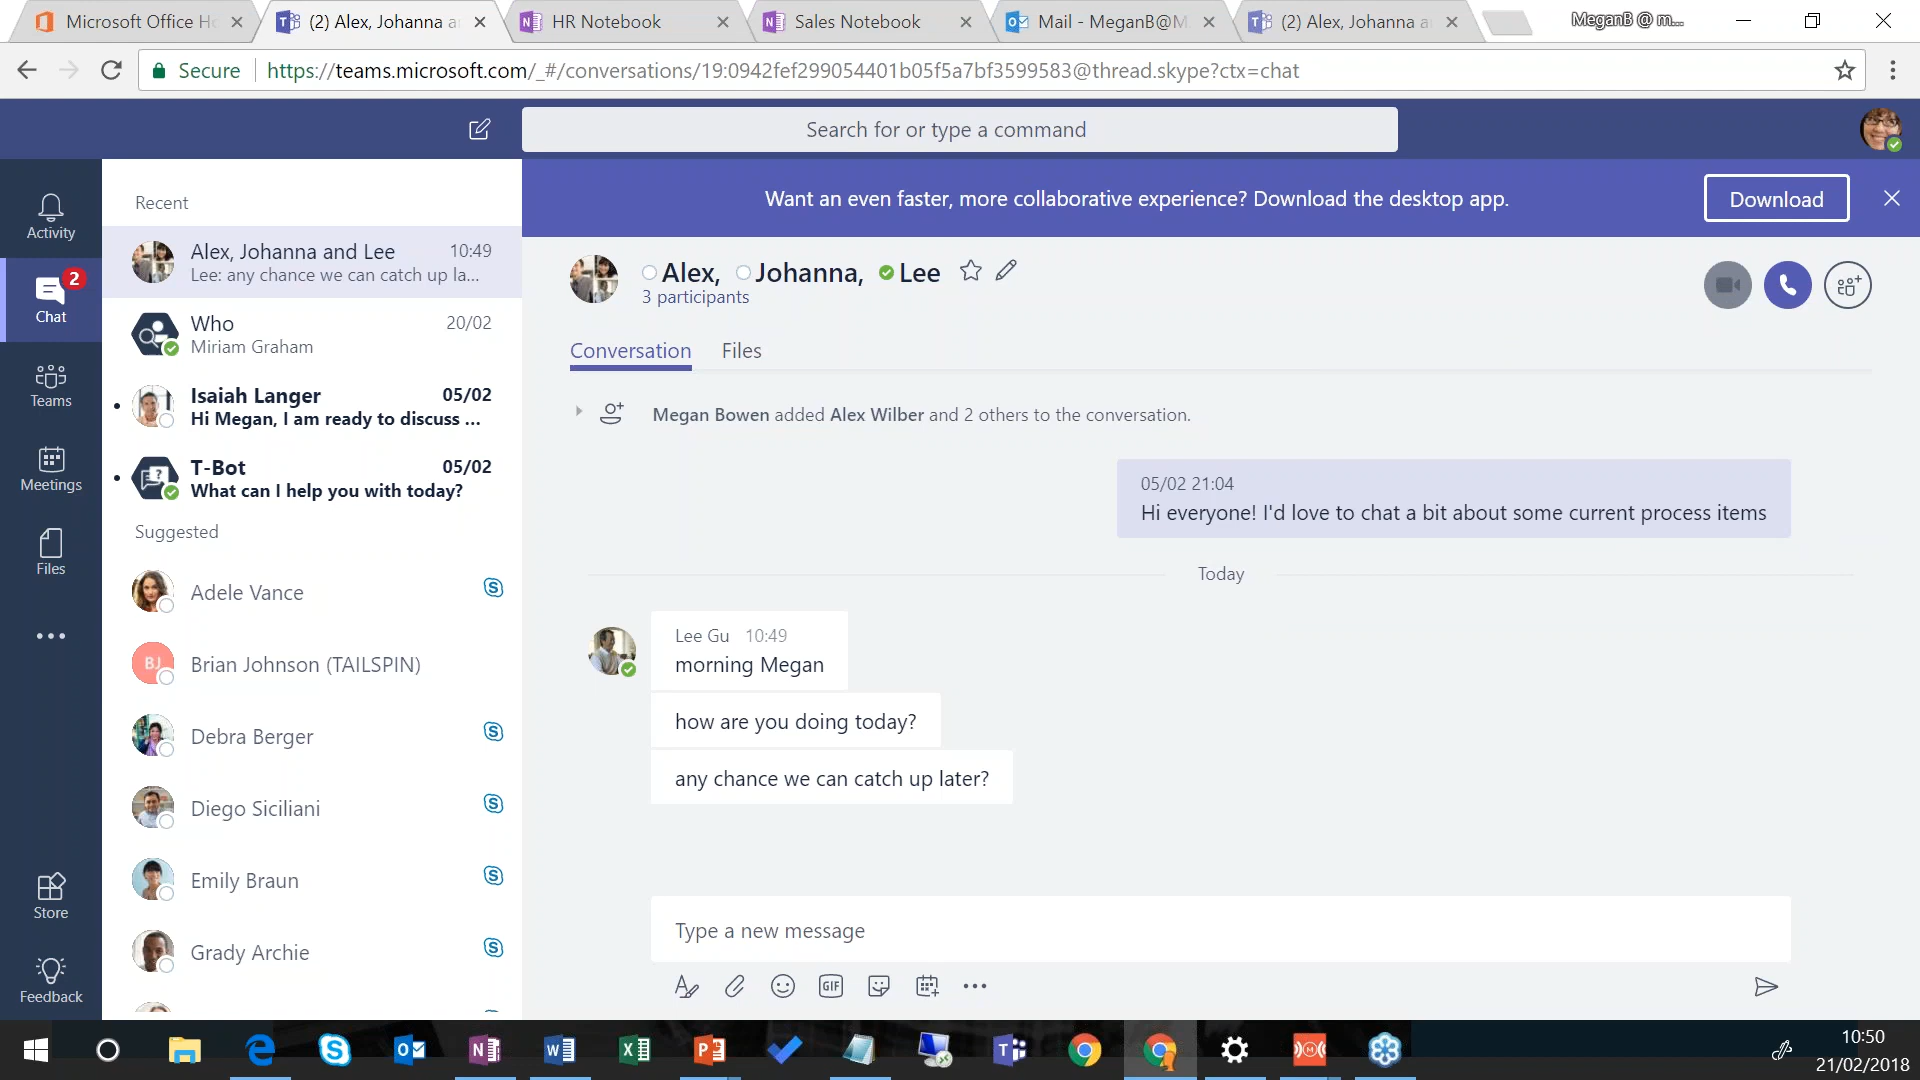 Microsoft Office Ho
(2) Alex, Johanna a
HR Notebook
Sales Notebook
Mail - MeganB@M
(2) Alex, Johanna a
MeganB @ m...
Secure
https://teams.microsoft.com/_#/conversations/19:0942fef299054401b05f5a7bf3599583@thread.skype?ctx=chat
Search for or type a command
Want an even faster, more collaborative experience? Download the desktop app.
Download
Activity
2
Chat
Teams
Meetings
Files
Store
Feedback
Recent
Alex, Johanna and Lee 10:49
Lee: any chance we can catch up la...
Who 20/02
Miriam Graham
Isaiah Langer 05/02
Hi Megan, I am ready to discuss ...
T-Bot 05/02
What can I help you with today?
Suggested
Adele Vance
BJ
Brian Johnson (TAILSPIN)
Debra Berger
Diego Siciliani
Emily Braun
Grady Archie
Alex, Johanna, Lee
3 participants
Conversation Files
Megan Bowen added Alex Wilber and 2 others to the conversation.
05/02 21:04
Hi everyone! I'd love to chat a bit about some current process items
Today
Lee Gu 10:49
morning Megan
how are you doing today?
any chance we can catch up later?
Type a new message
GIF
10:50
21/02/2018